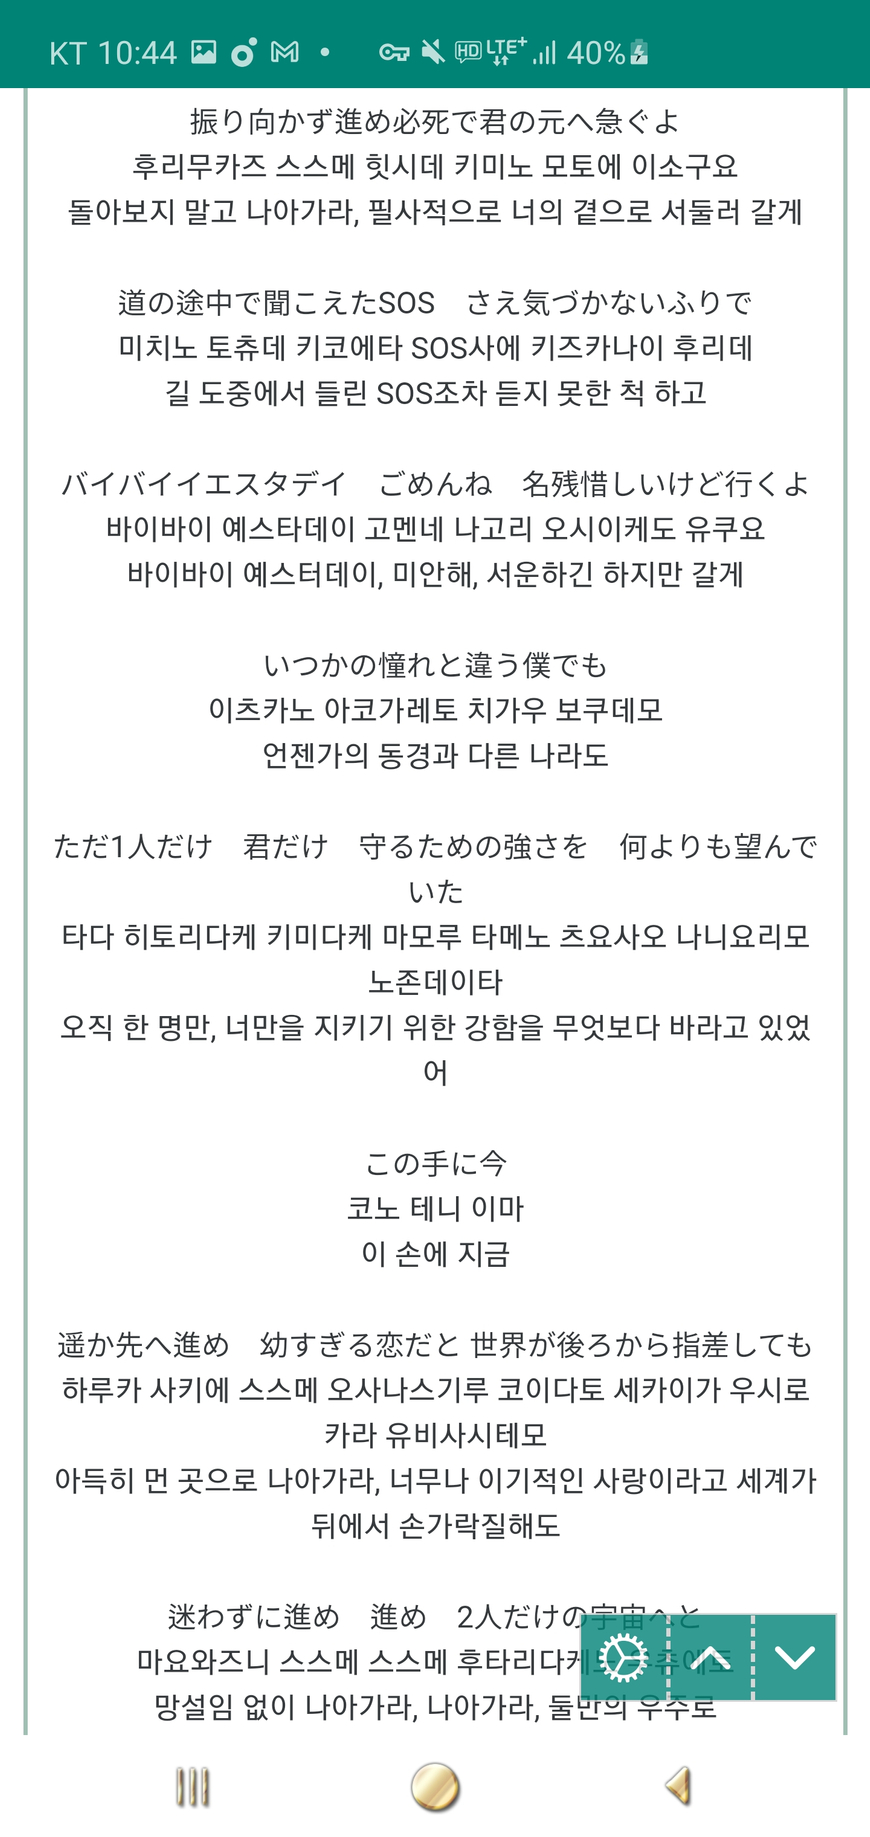 KT 10:44 HD LTE+ 40%
振り向かず進め必死で君の元へ急ぐよ
후리무카즈 스스메 힛시데 키미노 모토에 이소구요
돌아보지 말고 나아가라, 필사적으로 너의 곁으로 서둘러 갈게
道の途中で聞こえたSOS　さえ気づかないふりで
미치노 토츄데 키코에타 SOS사에 키즈카나이 후리데
길 도중에서 들린 SOS조차 듣지 못한 척 하고
バイバイイエスタデイ　ごめんね　名残惜しいけど行くよ
바이바이 예스타데이 고멘네 나고리 오시이케도 유쿠요
바이바이 예스터데이, 미안해, 서운하긴 하지만 갈게
いつかの憧れと違う僕でも
이츠카노 아코가레토 치가우 보쿠데모
언젠가의 동경과 다른 나라도
ただ1人だけ　君だけ　守るための強さを　何よりも望んで
いた
타다 히토리다케 키미다케 마모루 타메노 츠요사오 나니요리모
노존데이타
오직 한 명만, 너만을 지키기 위한 강함을 무엇보다 바라고 있었
어
この手に今
코노 테니 이마
이 손에 지금
遥か先へ進め　幼すぎる恋だと 世界が後ろから指差しても
하루카 사키에 스스메 오사나스기루 코이다토 세카이가 우시로
카라 유비사시테모
아득히 먼 곳으로 나아가라, 너무나 이기적인 사랑이라고 세계가
뒤에서 손가락질해도
迷わずに進め　進め　2人だけの宇宙へと
마요와즈니 스스메 스스메 후타리다케노 우츄에토
망설임 없이 나아가라, 나아가라, 둘만의 우주로